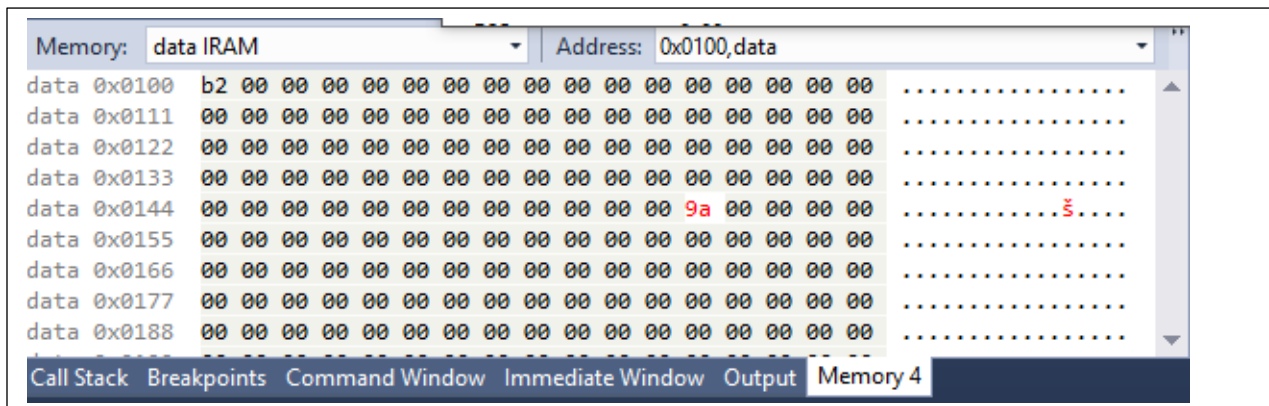 Memory: data IRAM Address: 0x0100,data
data 0x0100 b2 00 00 00 00 00 00 00 00 00 00 00 00 00 00 00 00 .................
data 0x0111 00 00 00 00 00 00 00 00 00 00 00 00 00 00 00 00 00 .................
data 0x0122 00 00 00 00 00 00 00 00 00 00 00 00 00 00 00 00 00 .................
data 0x0133 00 00 00 00 00 00 00 00 00 00 00 00 00 00 00 00 00 .................
data 0x0144 00 00 00 00 00 00 00 00 00 00 00 00 9a 00 00 00 00 ............š....
data 0x0155 00 00 00 00 00 00 00 00 00 00 00 00 00 00 00 00 00 .................
data 0x0166 00 00 00 00 00 00 00 00 00 00 00 00 00 00 00 00 00 .................
data 0x0177 00 00 00 00 00 00 00 00 00 00 00 00 00 00 00 00 00 .................
data 0x0188 00 00 00 00 00 00 00 00 00 00 00 00 00 00 00 00 00 .................
Call Stack Breakpoints Command Window Immediate Window Output Memory 4